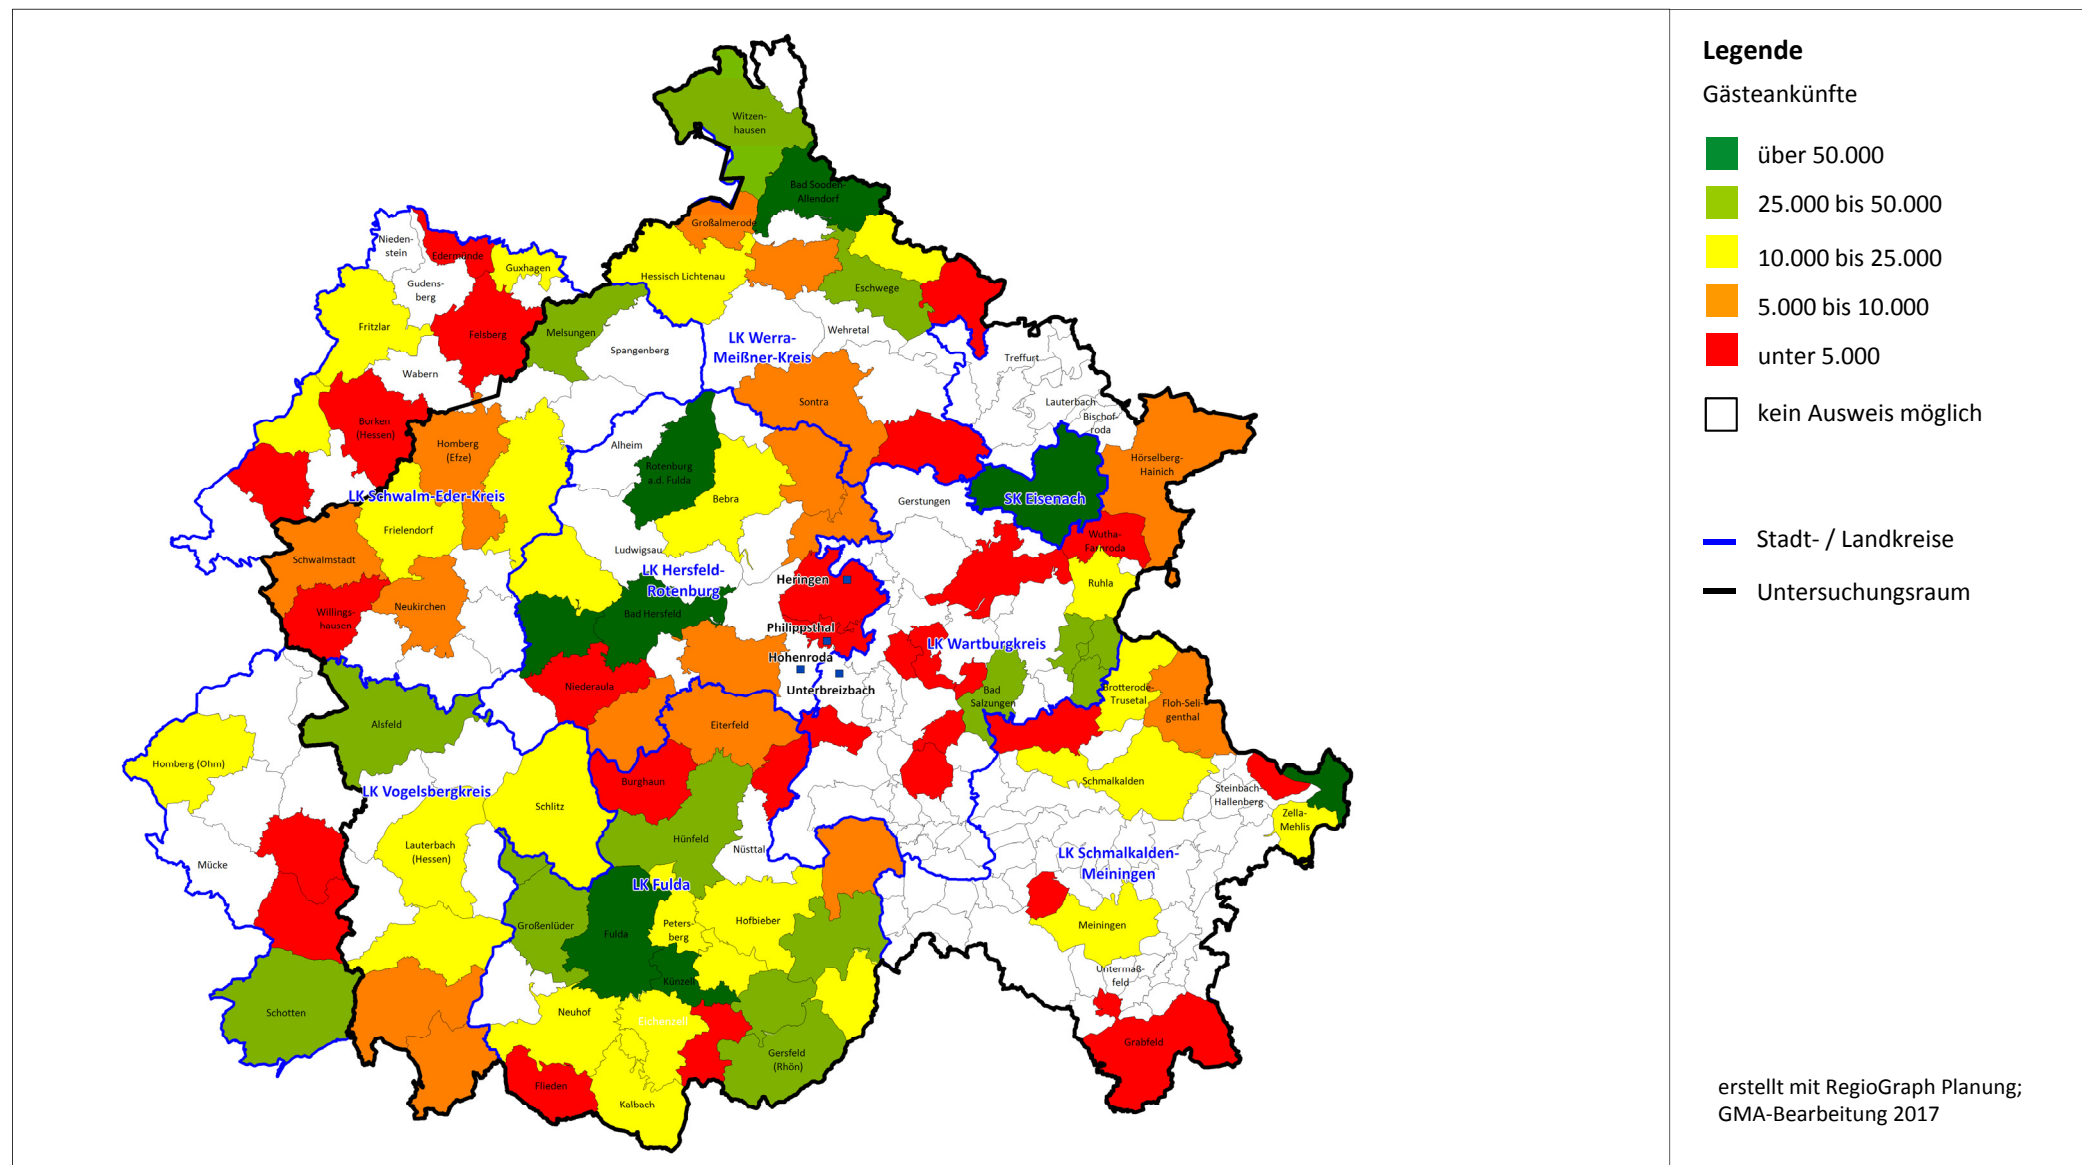 Witzen-
hausen
Bad Sooden-
Allendorf
Großalmerode
Nieden-
stein
Edermünde
Guxhagen
Hessisch Lichtenau
Gudens-
berg
Eschwege
Fritzlar
Felsberg
Melsungen
Wehretal
LK Werra-
Meißner-Kreis
Spangenberg
Treffurt
Wabern
Sontra
Lauterbach
Bischof-
roda
Borken
(Hessen)
Homberg
(Efze)
Alheim
Hörselberg-
Hainich
Rotenburg
a.d. Fulda
Bebra
LK Schwalm-Eder-Kreis
Gerstungen
SK Eisenach
Frielendorf
Wutha-
Farnroda
Ludwigsau
Schwalmstadt
LK Hersfeld-
Rotenburg
Heringen
Ruhla
Neukirchen
Willings-
hausen
Bad Hersfeld
Philippsthal
LK Wartburgkreis
Hohenroda
Niederaula
Unterbreizbach
Bad
Salzungen
Brotterode-
Trusetal
Floh-Seli-
genthal
Alsfeld
Eiterfeld
Homberg (Ohm)
Burghaun
Schmalkalden
LK Vogelsbergkreis
Steinbach-
Hallenberg
Schlitz
Zella-
Mehlis
Hünfeld
Lauterbach
(Hessen)
Nüsttal
LK Schmalkalden-
Meiningen
Mücke
LK Fulda
Großenlüder
Fulda
Peters-
berg
Hofbieber
Meiningen
Untermaß-
feld
Künzell
Schotten
Neuhof
Eichenzell
Grabfeld
Gersfeld
(Rhön)
Flieden
Kalbach
Legende
Gästeankünfte
über 50.000
25.000 bis 50.000
10.000 bis 25.000
5.000 bis 10.000
unter 5.000
kein Ausweis möglich
Stadt- / Landkreise
Untersuchungsraum
erstellt mit RegioGraph Planung;
GMA-Bearbeitung 2017